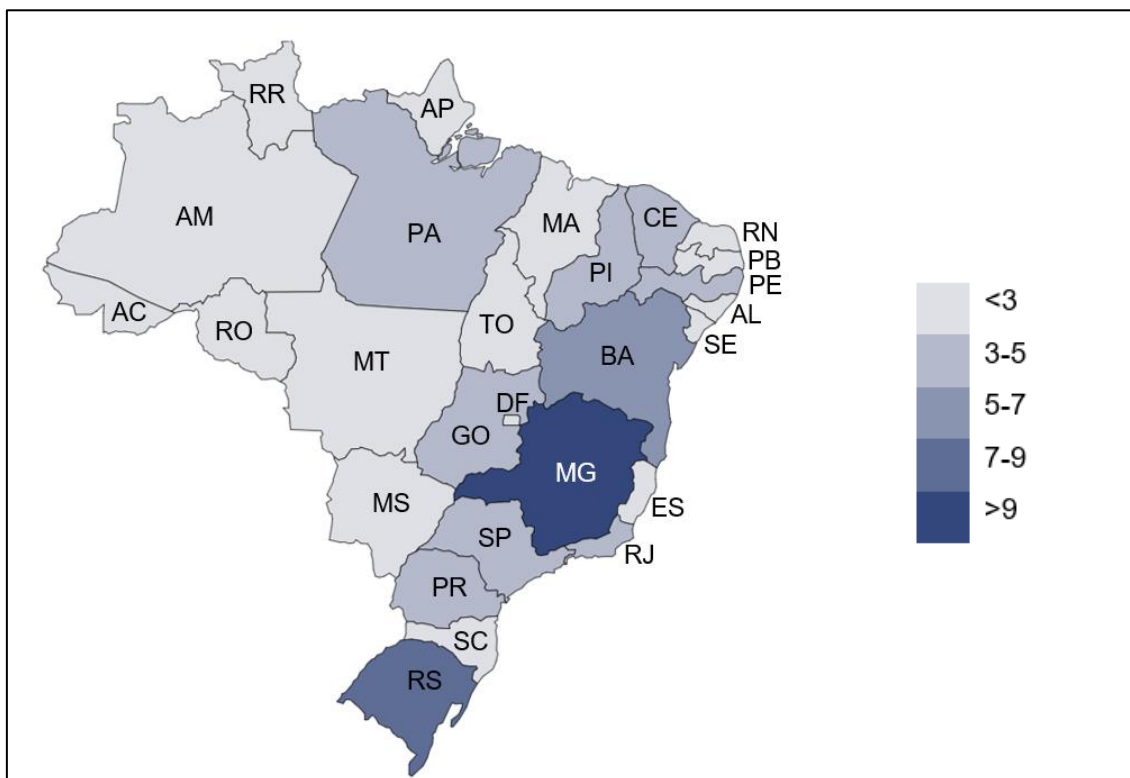 RR
AP
AM
PA
MA
CE
RN
PB
PE
AL
SE
PI
AC
RO
TO
MT
BA
DF
GO
MG
MS
ES
SP
RJ
PR
SC
RS
<3
3-5
5-7
7-9
>9